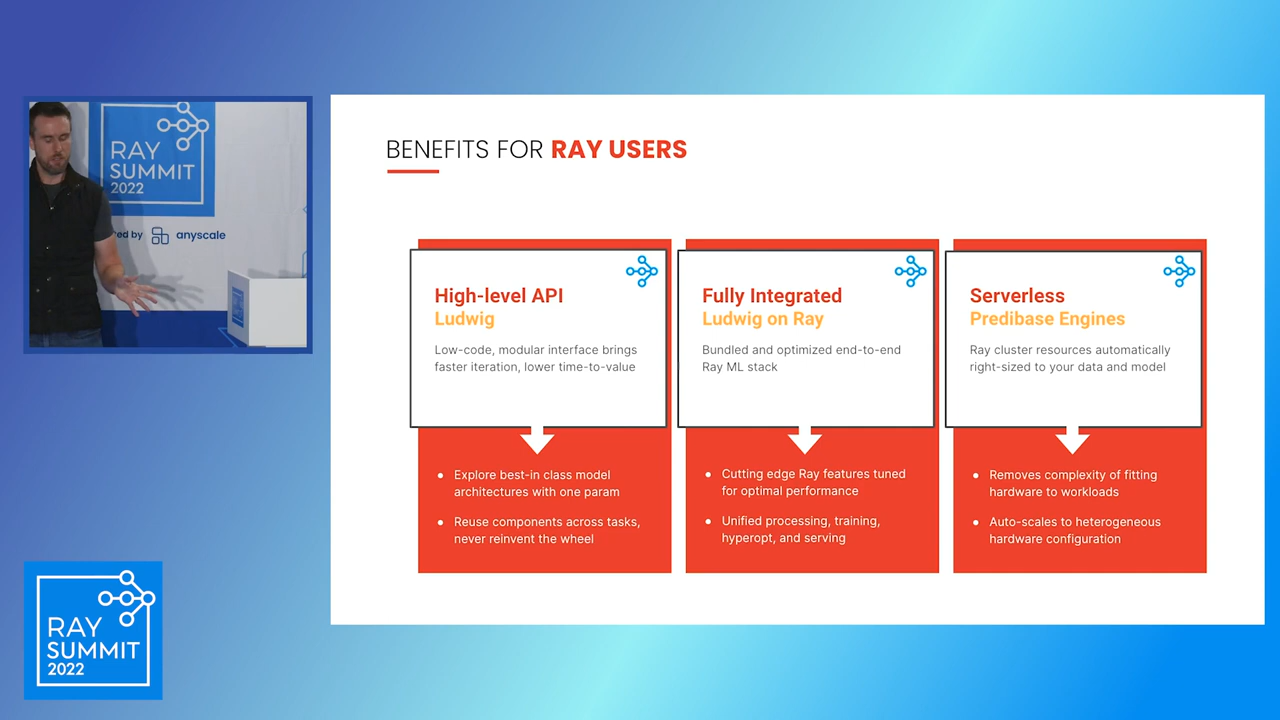 RAY
SUMMIT
2022
ed by anyscale
BENEFITS FOR RAY USERS
High-level API
Ludwig
Low-code, modular interface brings
faster iteration, lower time-to-value
Explore best-in class model
architectures with one param
Reuse components across tasks,
never reinvent the wheel
Fully Integrated
Ludwig on Ray
Bundled and optimized end-to-end
Ray ML stack
Cutting edge Ray features tuned
for optimal performance
Unified processing, training,
hyperopt, and serving
Serverless
Predibase Engines
Ray cluster resources automatically
right-sized to your data and model
Removes complexity of fitting
hardware to workloads
Auto-scales to heterogeneous
hardware configuration
RAY
SUMMIT
2022